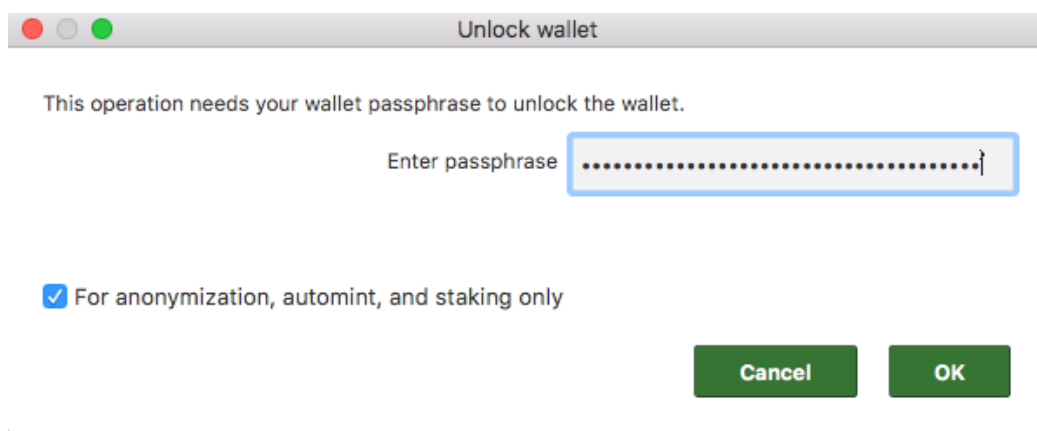 Unlock wallet
This operation needs your wallet passphrase to unlock the wallet.
Enter passphrase
For anonymization, automint, and staking only
Cancel OK